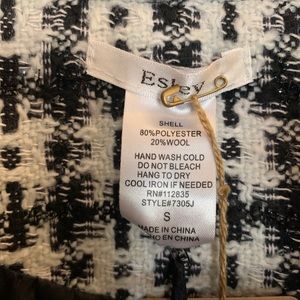 Esley
SHELL
80%POLYESTER
20%WOOL
HAND WASH COLD
DO NOT BLEACH
HANG TO DRY
COOL IRON IF NEEDED
RN#112835
STYLE#7305J
S
MADE IN CHINA
HECHO EN CHINA